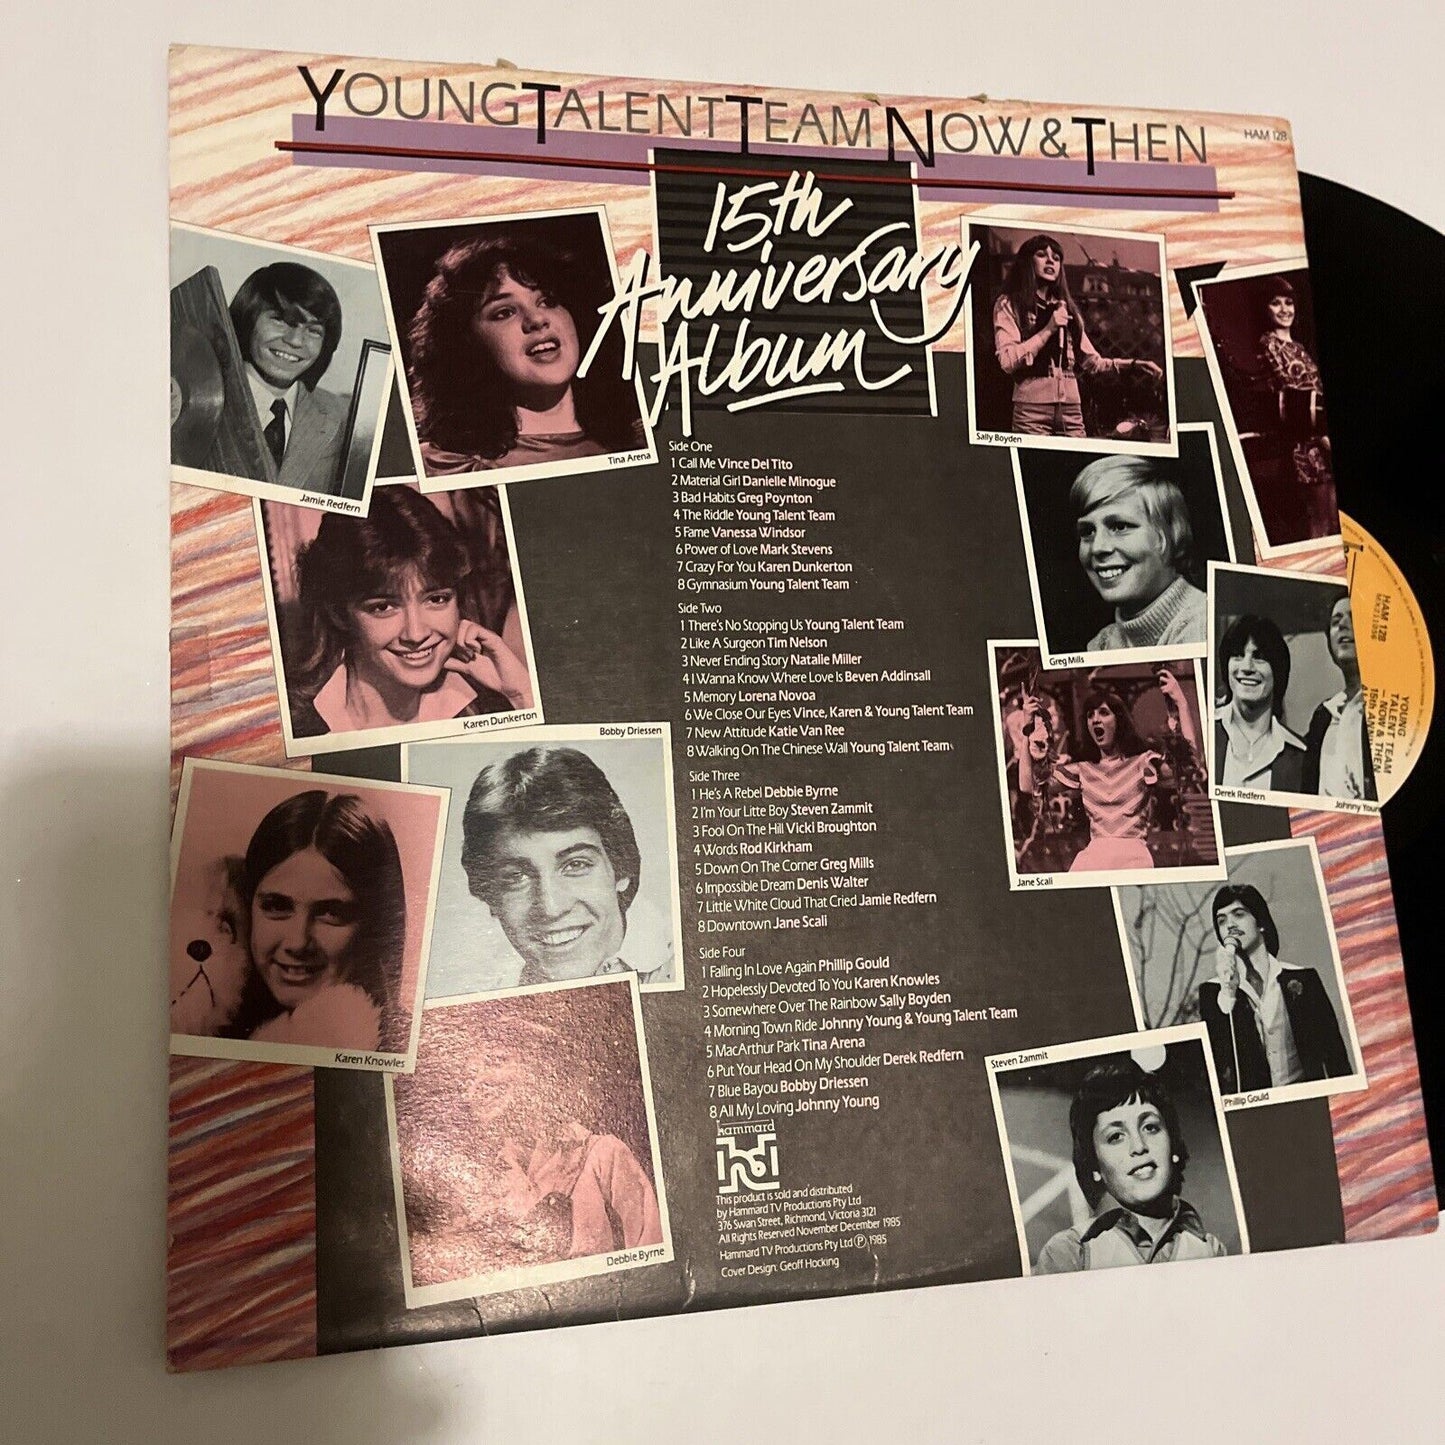 YOUNG TALENT TEAM NOW & THEN
HAM 128
15th
Anniversary
Album
Jamie Redfern
Tina Arena
Sally Boyden
Karen Dunkerton
Greg Mills
Bobby Driessen
Derek Redfern
Johnny Youn
Jane Scali
Karen Knowles
Steven Zammit
Phillip Gould
Debbie Byrne
Side One
1 Call Me Vince Del Tito
2 Material Girl Danielle Minogue
3 Bad Habits Greg Poynton
4 The Riddle Young Talent Team
5 Fame Vanessa Windsor
6 Power of Love Mark Stevens
7 Crazy For You Karen Dunkerton
8 Gymnasium Young Talent Team
Side Two
1 There's No Stopping Us Young Talent Team
2 Like A Surgeon Tim Nelson
3 Never Ending Story Natalie Miller
4 I Wanna Know Where Love Is Beven Addinsall
5 Memory Lorena Novoa
6 We Close Our Eyes Vince, Karen & Young Talent Team
7 New Attitude Katie Van Ree
8 Walking On The Chinese Wall Young Talent Team
Side Three
1 He's A Rebel Debbie Byrne
2 I'm Your Litte Boy Steven Zammit
3 Fool On The Hill Vicki Broughton
4 Words Rod Kirkham
5 Down On The Corner Greg Mills
6 Impossible Dream Denis Walter
7 Little White Cloud That Cried Jamie Redfern
8 Downtown Jane Scali
Side Four
1 Falling In Love Again Phillip Gould
2 Hopelessly Devoted To You Karen Knowles
3 Somewhere Over The Rainbow Sally Boyden
4 Morning Town Ride Johnny Young & Young Talent Team
5 MacArthur Park Tina Arena
6 Put Your Head On My Shoulder Derek Redfern
7 Blue Bayou Bobby Driessen
8 All My Loving Johnny Young
hammard
This product is sold and distributed
by Hammard TV Productions Pty Ltd
376 Swan Street, Richmond, Victoria 3121
All Rights Reserved November December 1985
Hammard TV Productions Pty Ltd Ⓟ 1985
Cover Design: Geoff Hocking
HAM 128
MX211056
YOUNG
TALENT TEAM
— NOW & THEN
15th ANNI